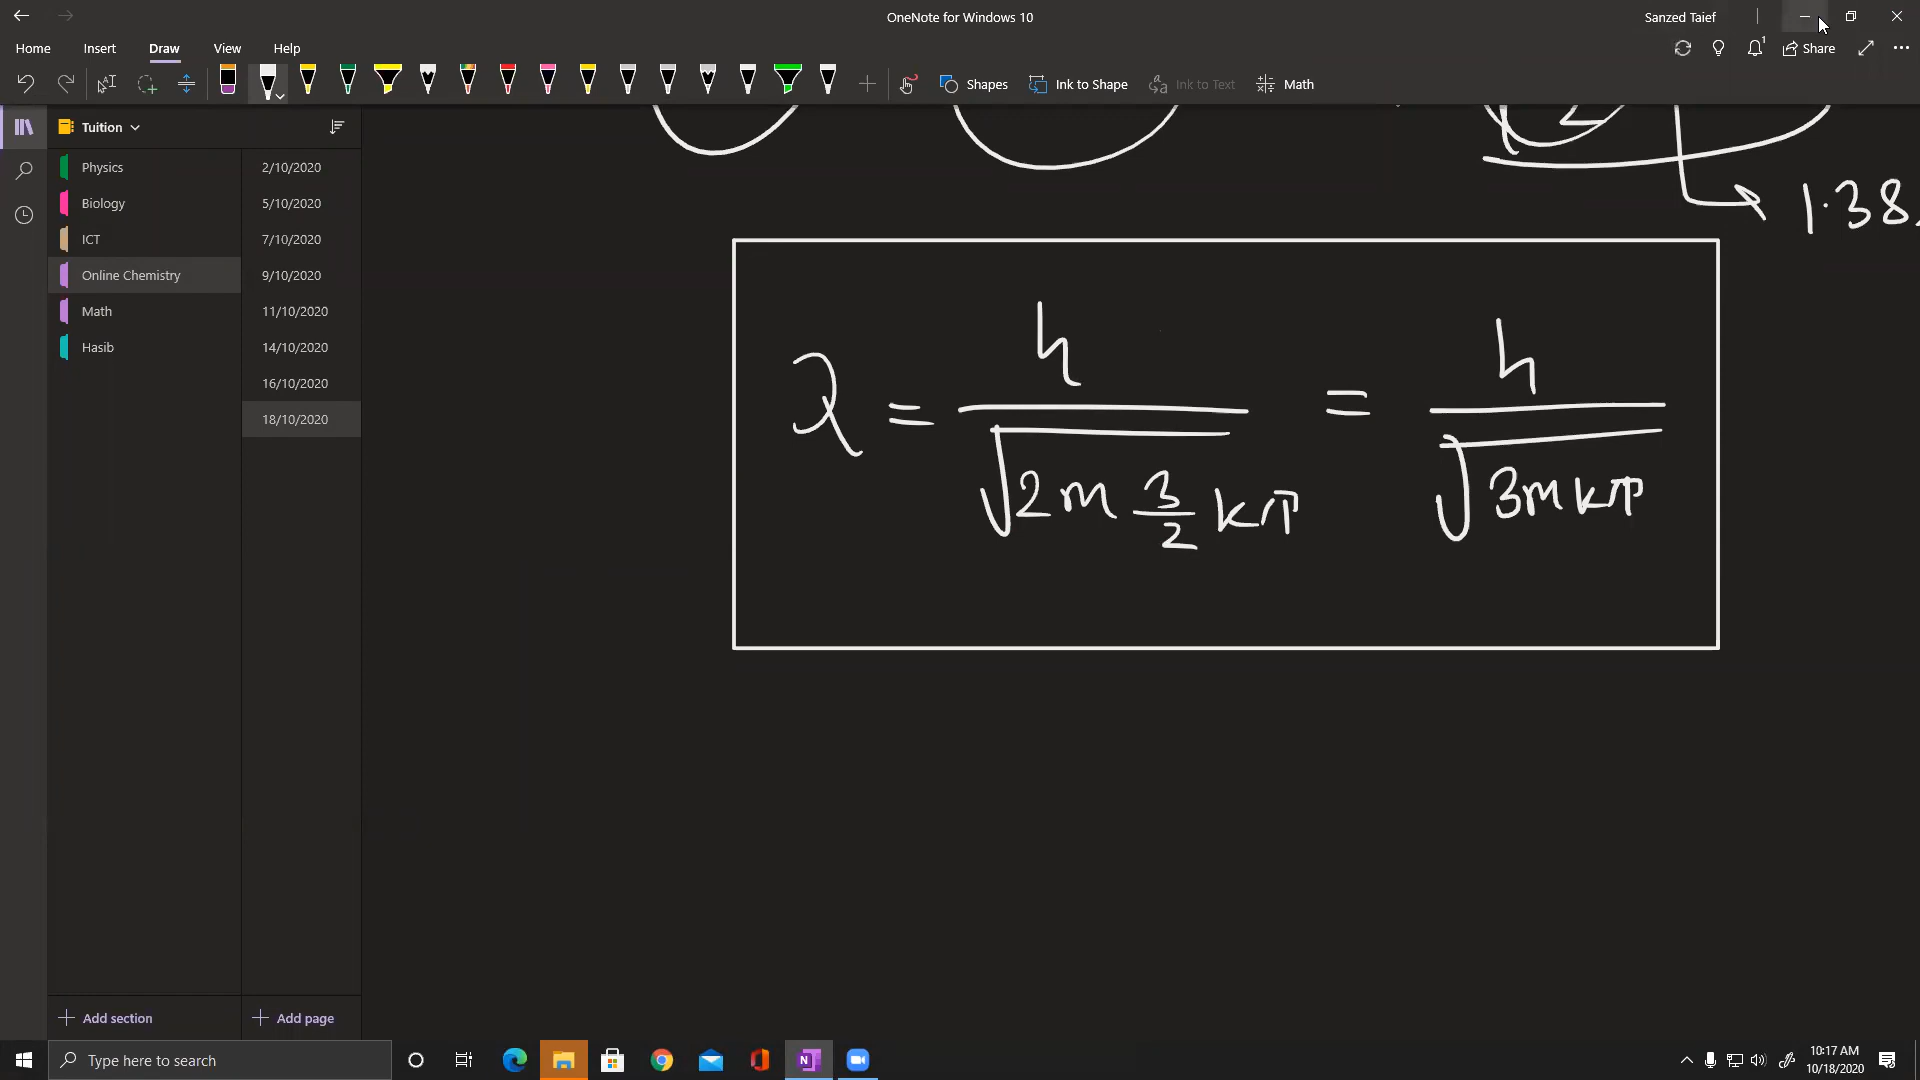 OneNote for Windows 10
Sanzed Taief
Home Insert Draw View Help
1
Share
Shapes Ink to Shape Ink to Text Math
Tuition
Physics
Biology
ICT
Online Chemistry
Math
Hasib
2/10/2020
5/10/2020
7/10/2020
9/10/2020
11/10/2020
14/10/2020
16/10/2020
18/10/2020
2
1.38
λ = h / √(2m 3/2 kT) = h / √(3mkT)
Add section
Add page
Type here to search
10:17 AM
10/18/2020